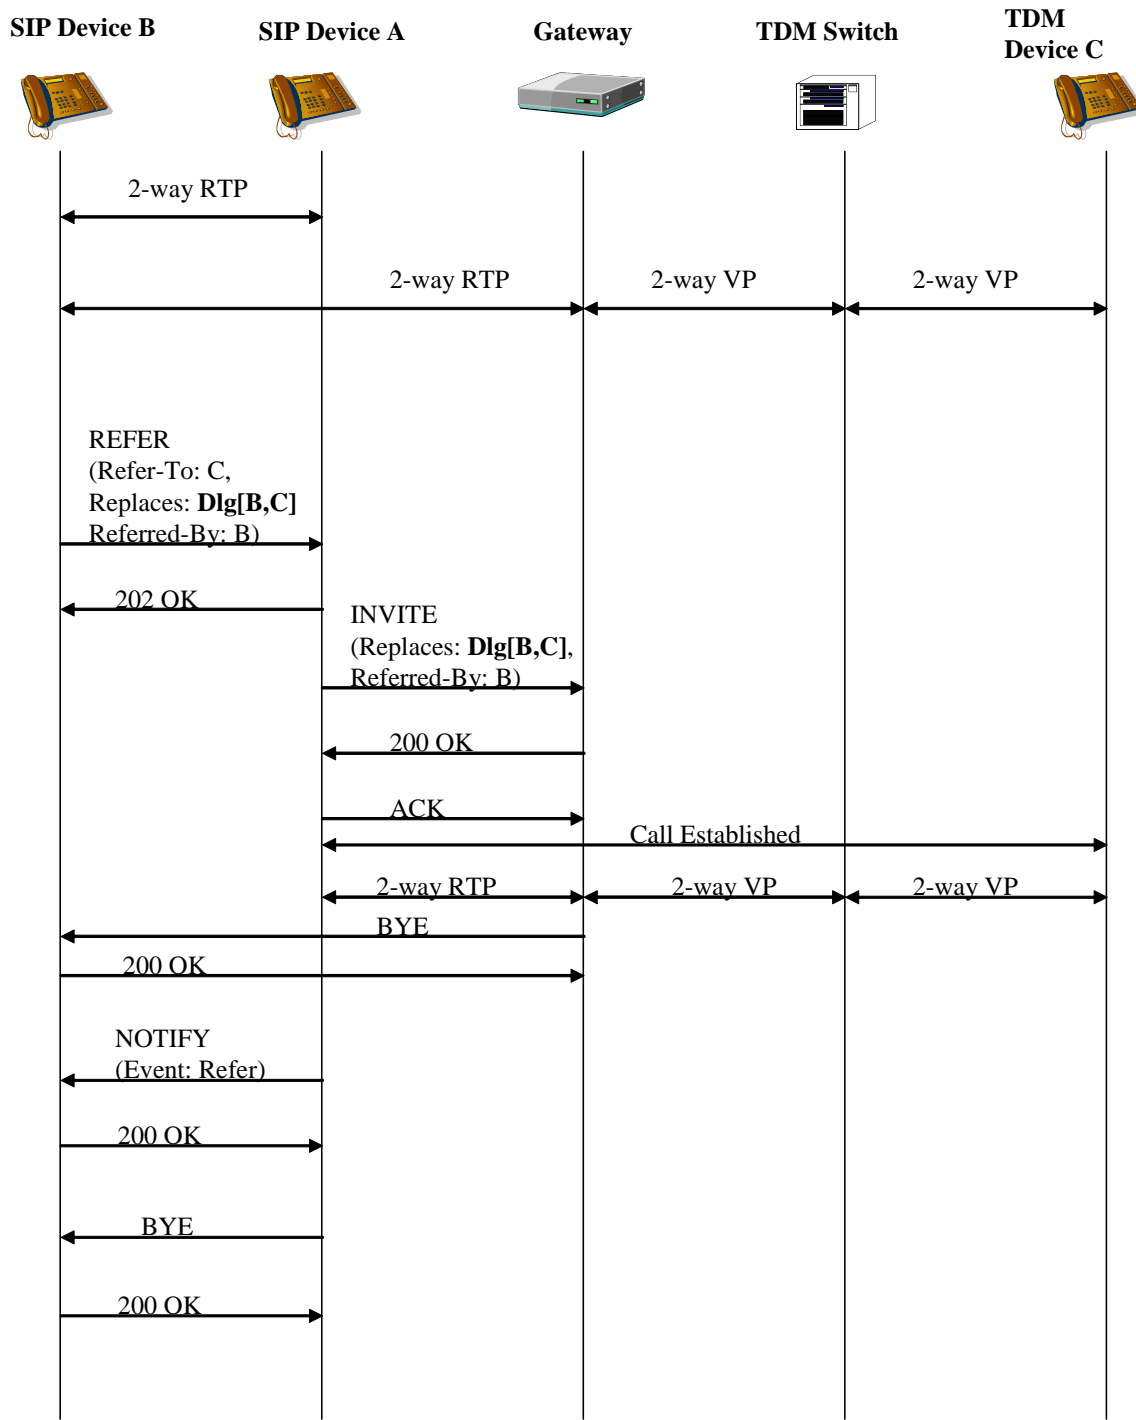 SIP Device B
SIP Device A
Gateway
TDM Switch
TDM
Device C
2-way RTP
2-way RTP
2-way VP
2-way VP
REFER
(Refer-To: C,
Replaces: Dlg[B,C]
Referred-By: B)
202 OK
INVITE
(Replaces: Dlg[B,C],
Referred-By: B)
200 OK
ACK
Call Established
2-way RTP
2-way VP
2-way VP
BYE
200 OK
NOTIFY
(Event: Refer)
200 OK
BYE
200 OK